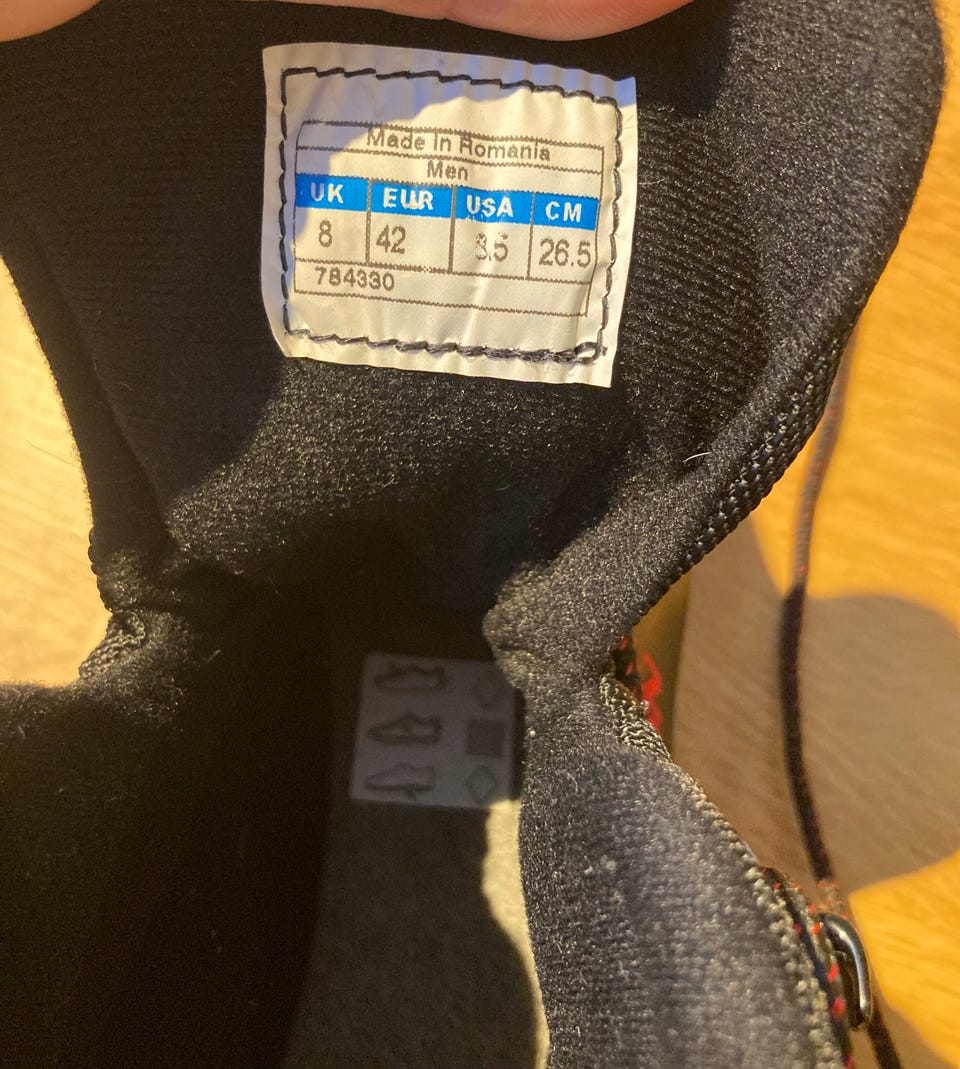 Made in Romania
Men
UK EUR USA CM
8 42 8.5 26.5
784330